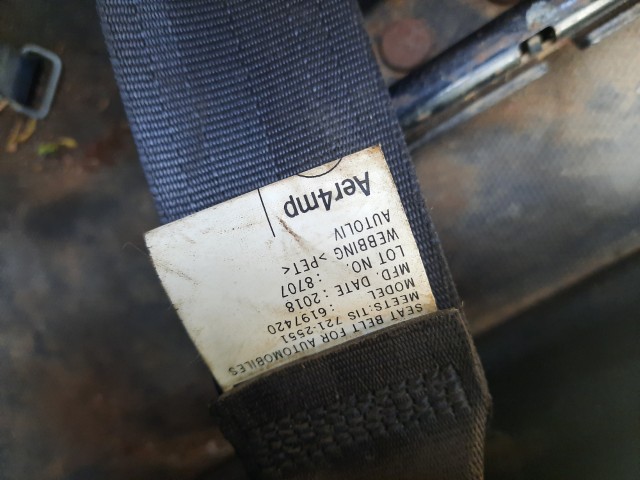 SEAT BELT FOR AUTOMOBILES
MEETS:TIS 721-2551
MODEL : 6197420
MFD. DATE : 2018
LOT NO. : 8707
WEBBING >PET<
AUTOLIV
Aer4mp